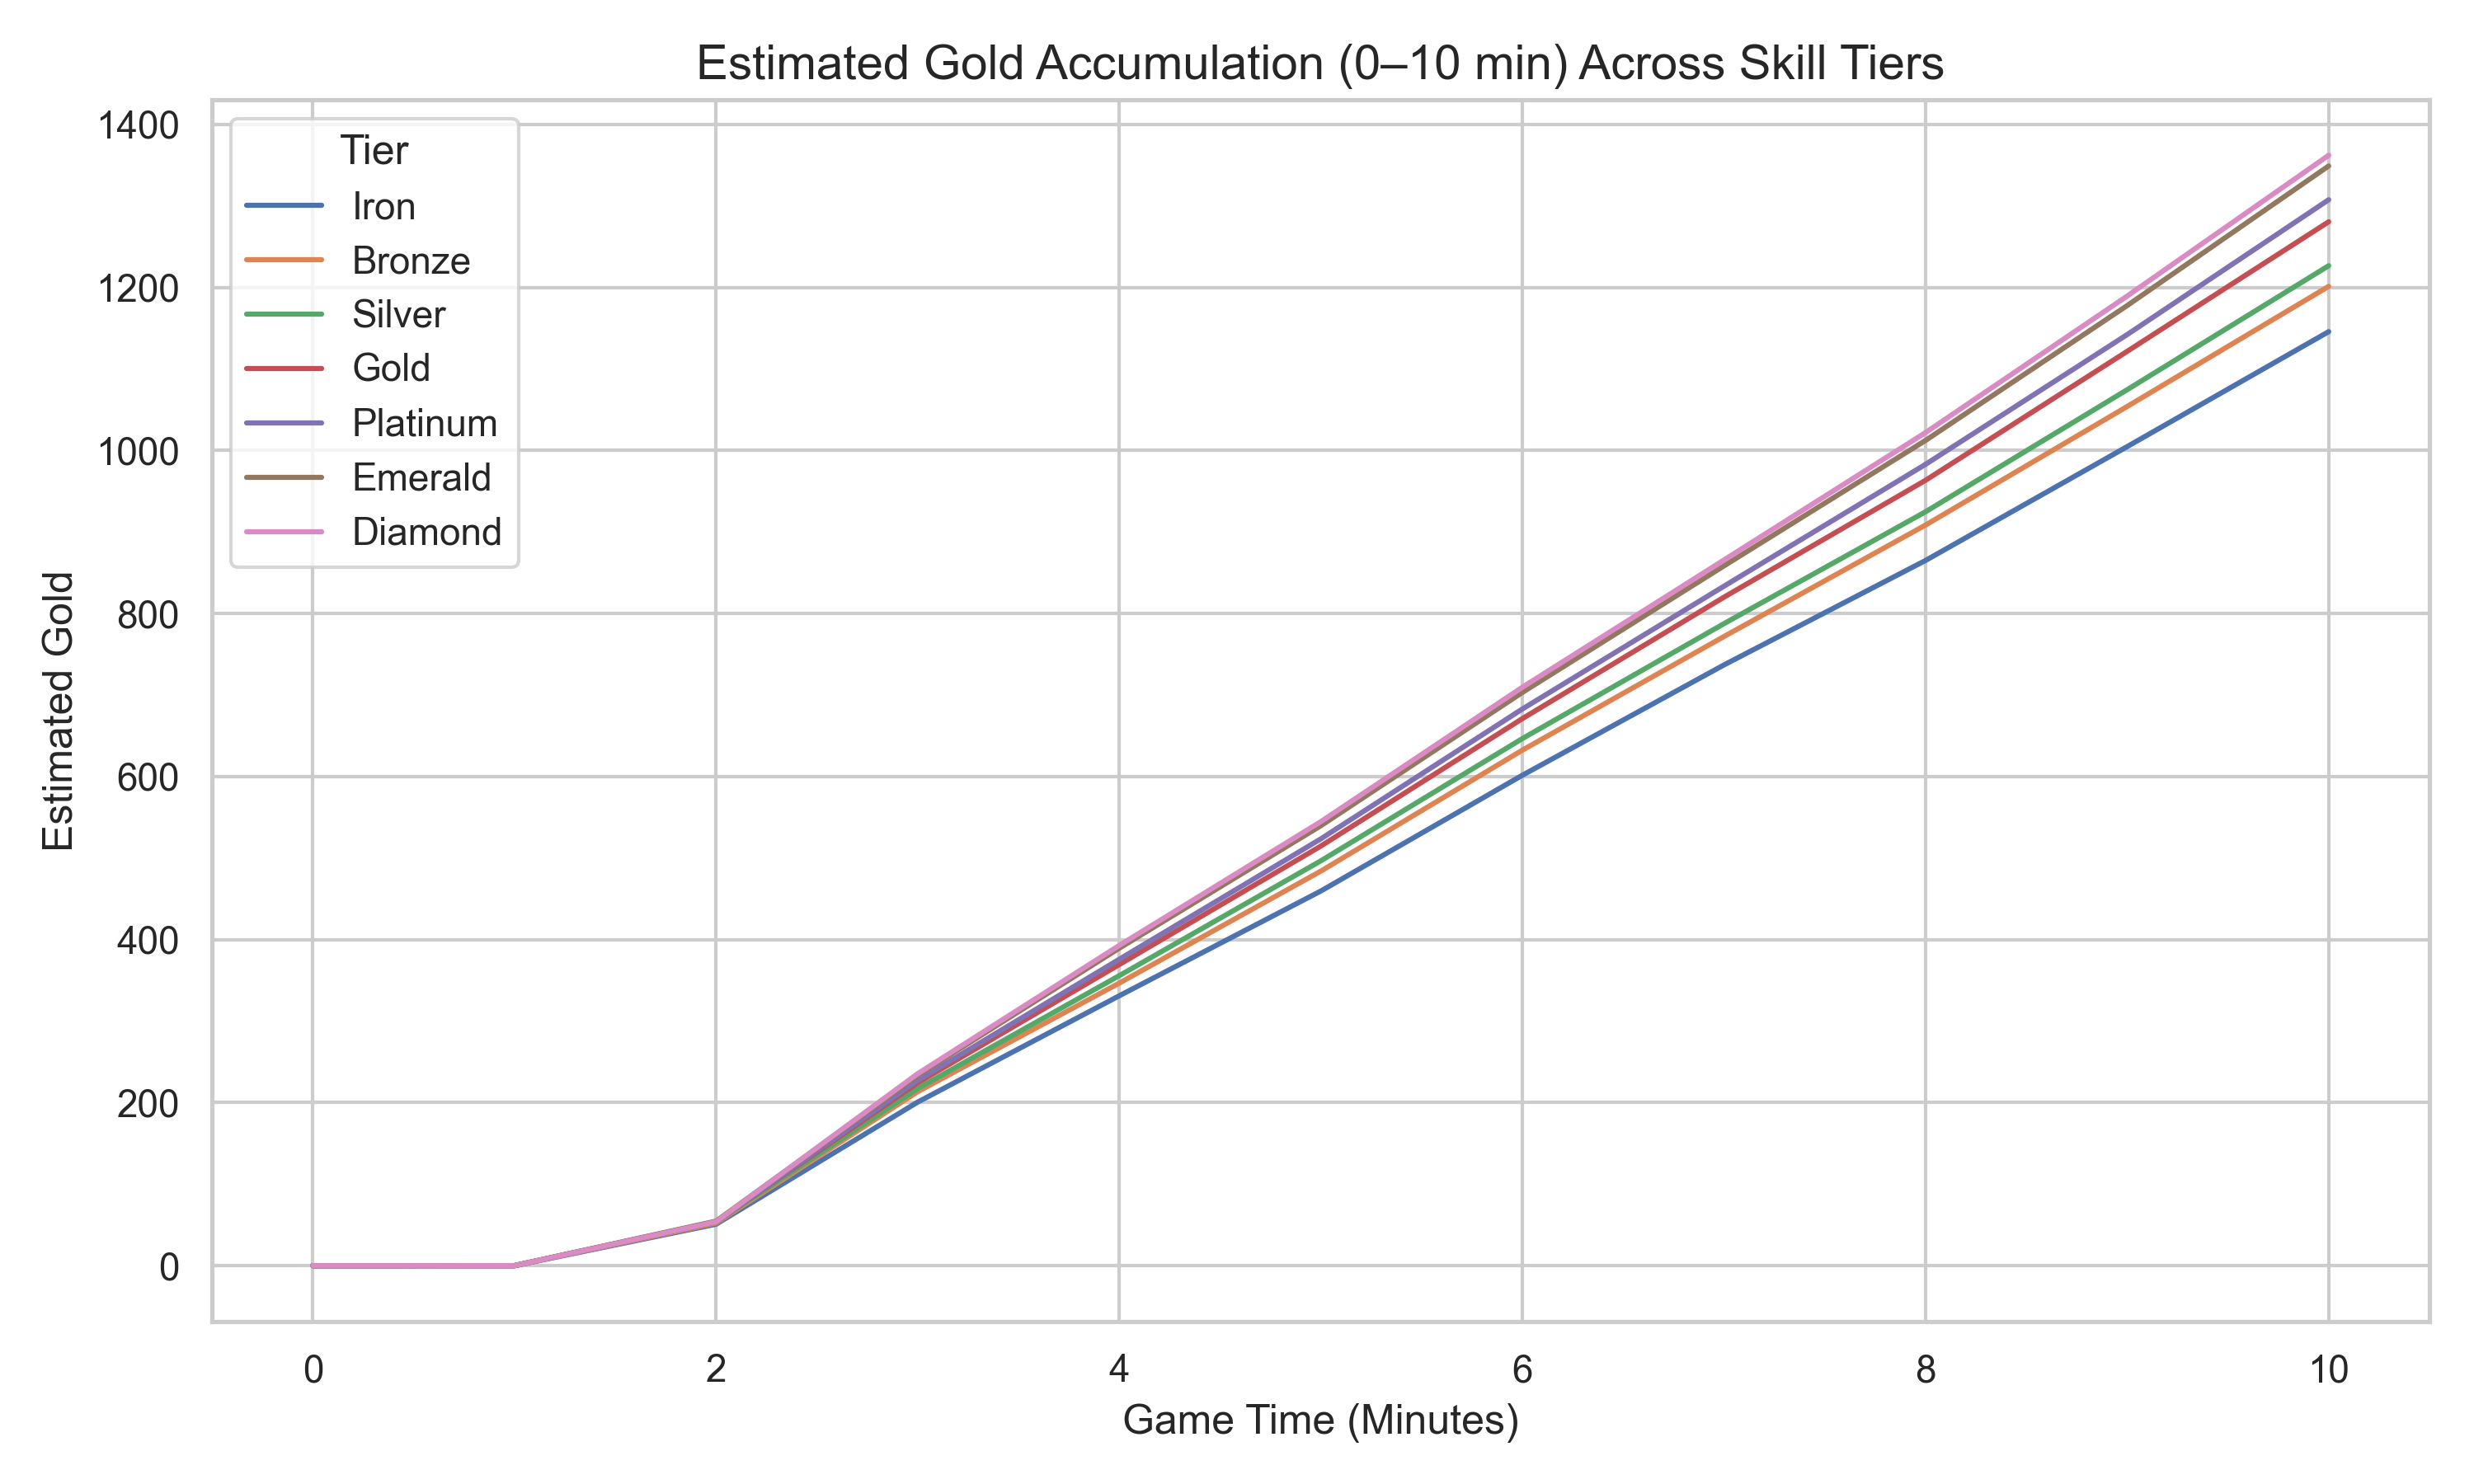 Estimated Gold Accumulation (0–10 min) Across Skill Tiers
Tier
Iron
Bronze
Silver
Gold
Platinum
Emerald
Diamond
Estimated Gold
1400
1200
1000
800
600
400
200
0
0 2 4 6 8 10
Game Time (Minutes)